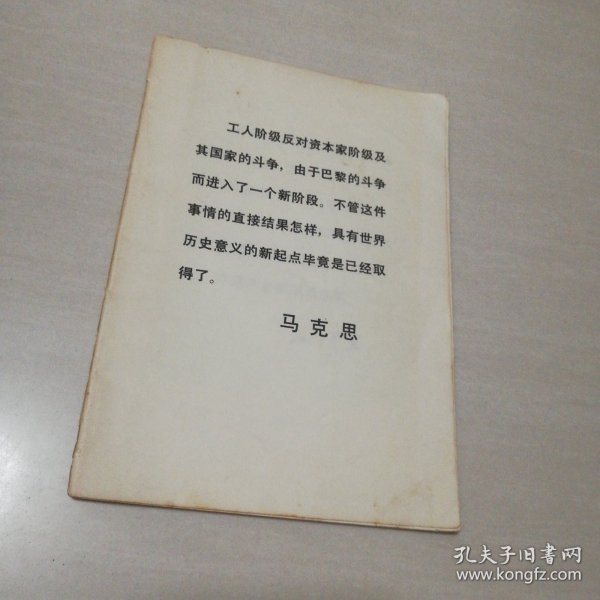 工人阶级反对资本家阶级及
其国家的斗争，由于巴黎的斗争
而进入了一个新阶段。不管这件
事情的直接结果怎样，具有世界
历史意义的新起点毕竟是已经取
得了。
马克思
孔夫子旧书网
www.kongfz.com